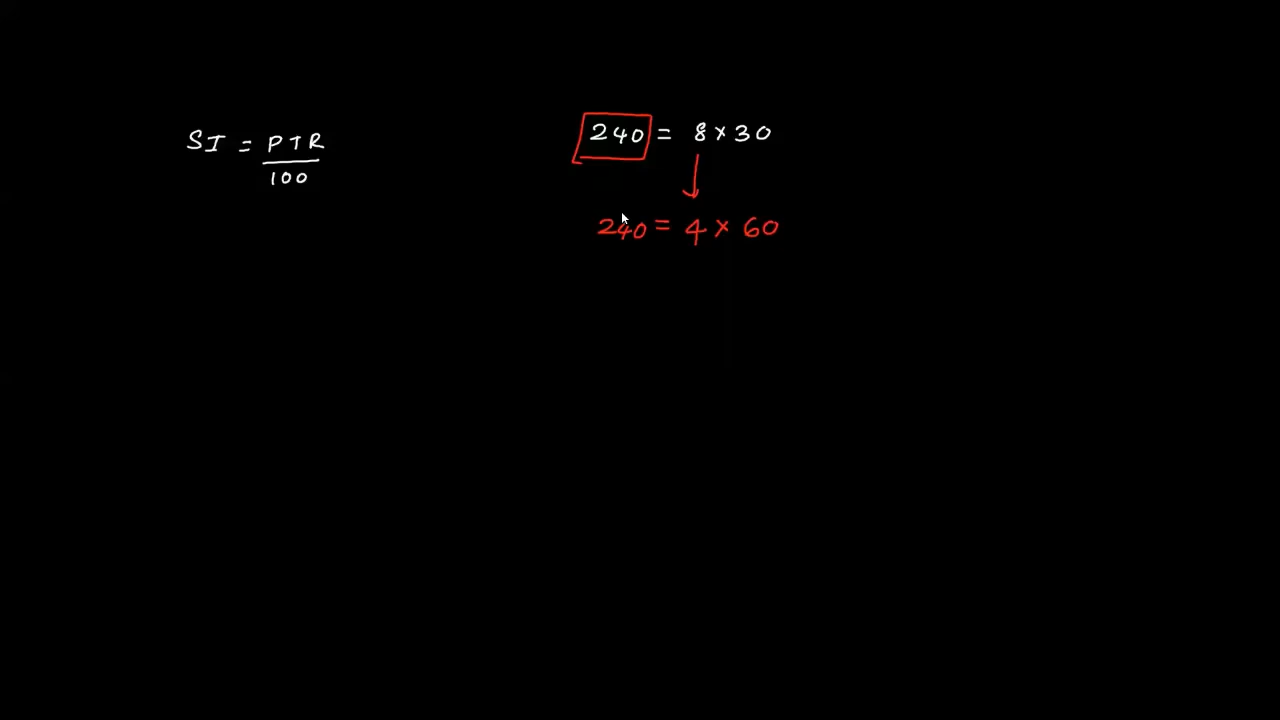 SI = PTR
100
240 = 8 × 30
240 = 4 × 60